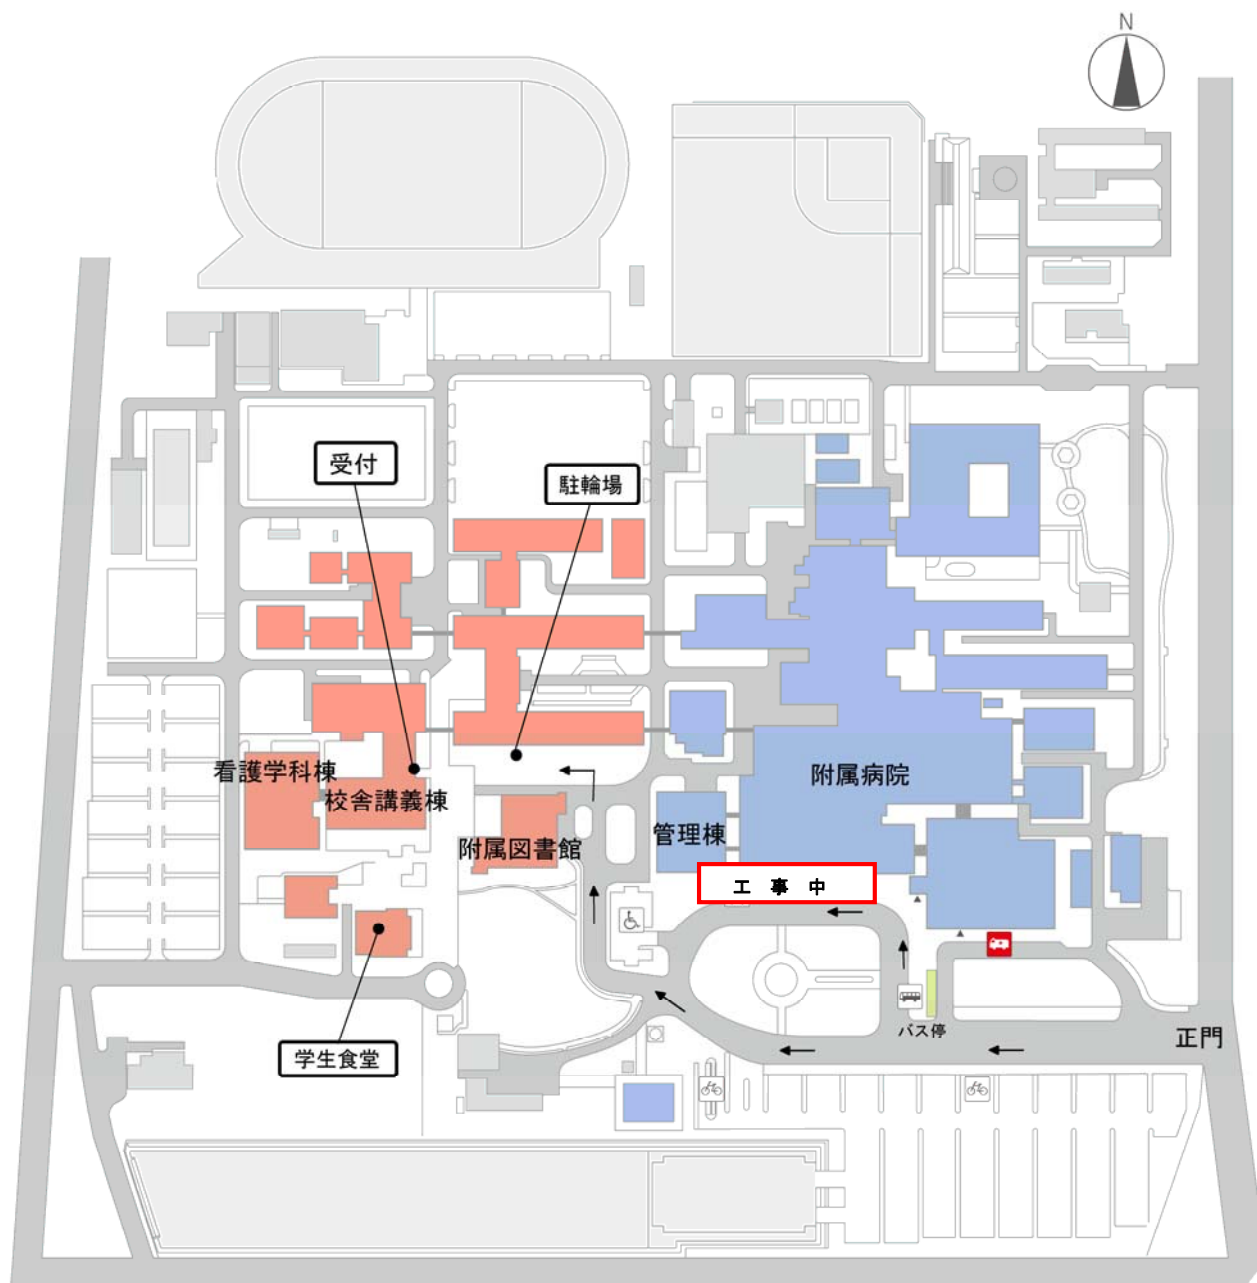 N
受付
駐輪場
看護学科棟
校舎講義棟
附属病院
管理棟
附属図書館
工 事 中
バス停
正門
学生食堂